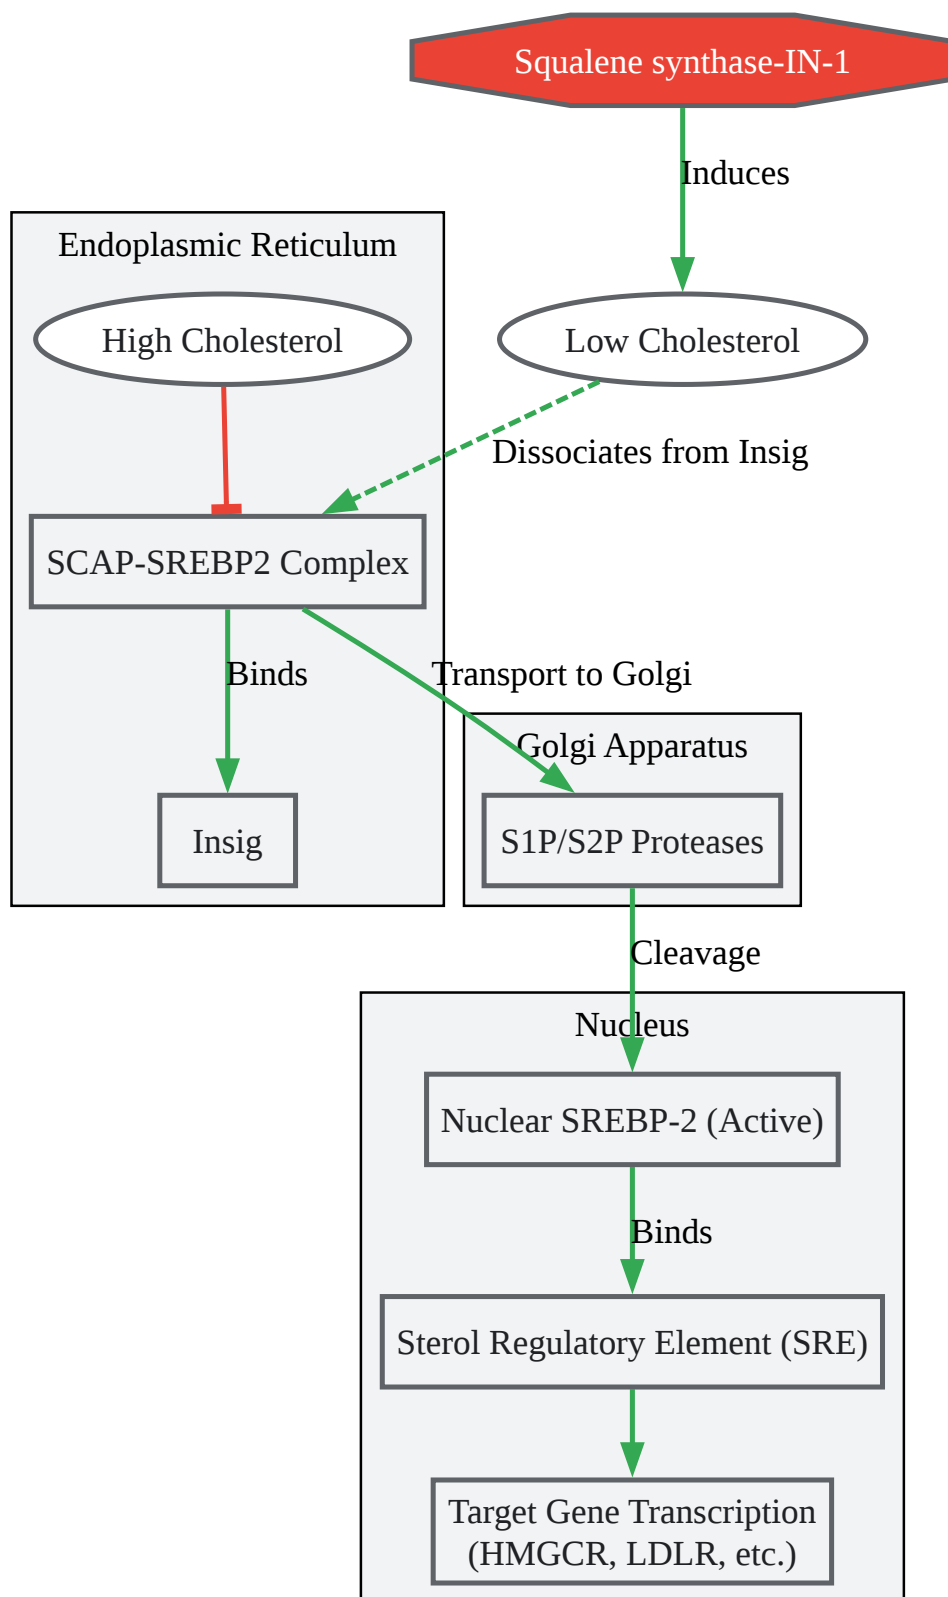 Squalene synthase-IN-1
Induces
Endoplasmic Reticulum
High Cholesterol
Low Cholesterol
Dissociates from Insig
SCAP-SREBP2 Complex
Binds
Transport to Golgi
Golgi Apparatus
Insig
S1P/S2P Proteases
Cleavage
Nucleus
Nuclear SREBP-2 (Active)
Binds
Sterol Regulatory Element (SRE)
Target Gene Transcription
(HMGCR, LDLR, etc.)